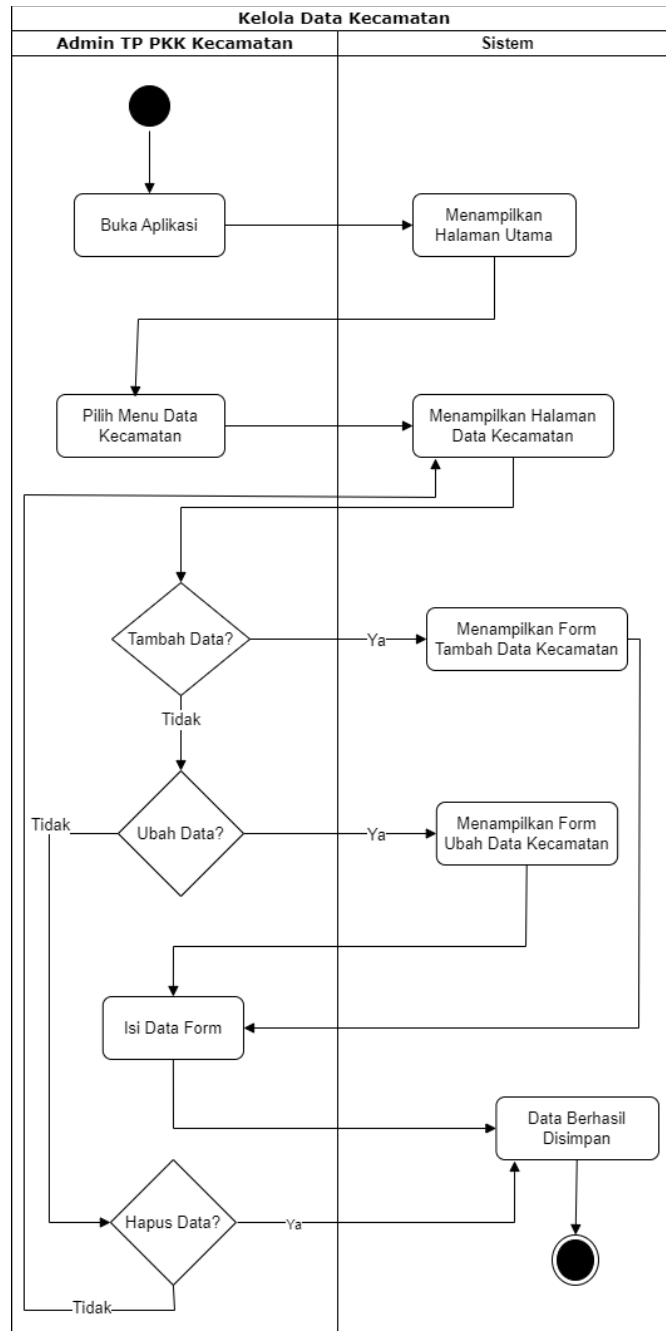 Kelola Data Kecamatan
Admin TP PKK Kecamatan
Sistem
Buka Aplikasi
Menampilkan
Halaman Utama
Pilih Menu Data
Kecamatan
Menampilkan Halaman
Data Kecamatan
Tambah Data?
Ya
Menampilkan Form
Tambah Data Kecamatan
Tidak
Tidak
Ubah Data?
Ya
Menampilkan Form
Ubah Data Kecamatan
Isi Data Form
Data Berhasil
Disimpan
Hapus Data?
Ya
Tidak